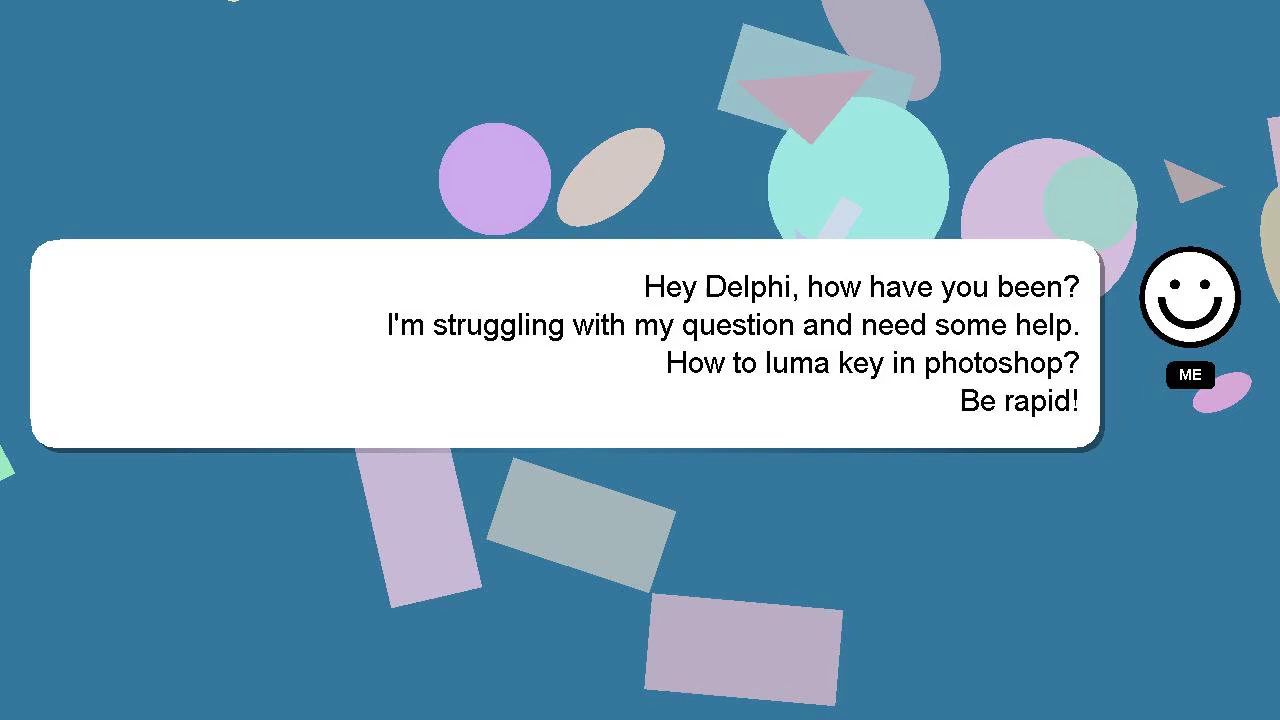 Hey Delphi, how have you been?
I'm struggling with my question and need some help.
How to luma key in photoshop?
Be rapid!
ME